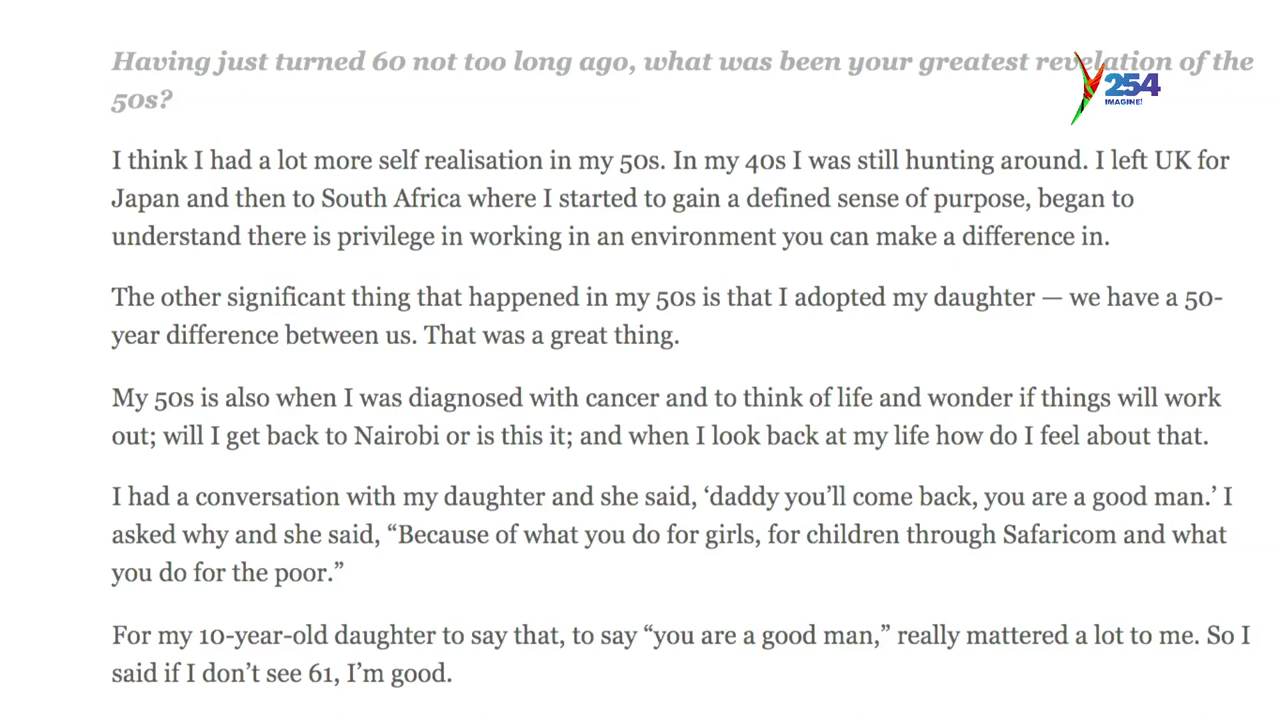 Having just turned 60 not too long ago, what was been your greatest revelation of the
50s?
254
IMAGINE!
I think I had a lot more self realisation in my 50s. In my 40s I was still hunting around. I left UK for
Japan and then to South Africa where I started to gain a defined sense of purpose, began to
understand there is privilege in working in an environment you can make a difference in.
The other significant thing that happened in my 50s is that I adopted my daughter — we have a 50-
year difference between us. That was a great thing.
My 50s is also when I was diagnosed with cancer and to think of life and wonder if things will work
out; will I get back to Nairobi or is this it; and when I look back at my life how do I feel about that.
I had a conversation with my daughter and she said, ‘daddy you’ll come back, you are a good man.’ I
asked why and she said, “Because of what you do for girls, for children through Safaricom and what
you do for the poor.”
For my 10-year-old daughter to say that, to say “you are a good man,” really mattered a lot to me. So I
said if I don’t see 61, I’m good.